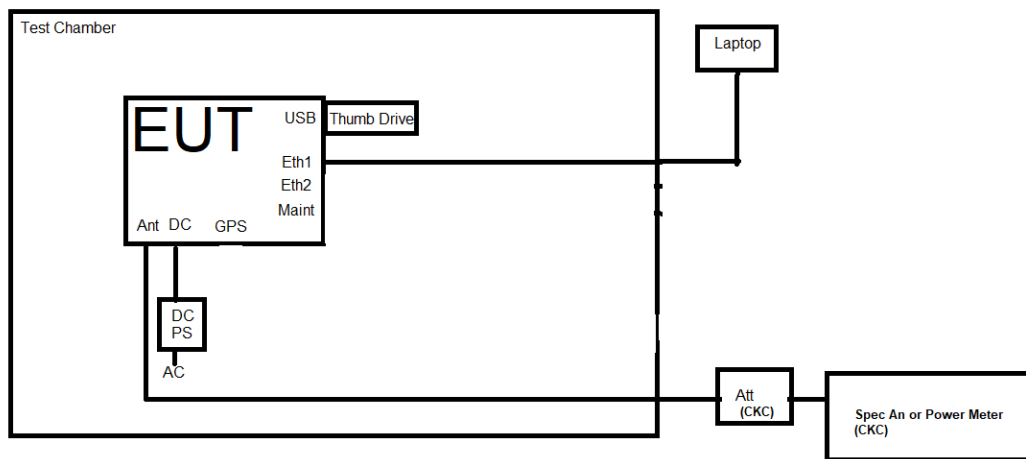 Test Chamber
Laptop
EUT
USB
Thumb Drive
Eth1
Eth2
Maint
Ant
DC
GPS
DC
PS
AC
Att
(CKC)
Spec An or Power Meter
(CKC)